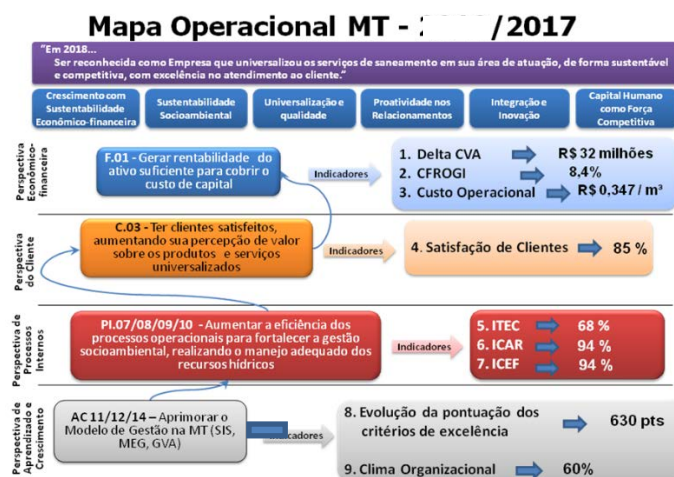 Mapa Operacional MT - /2017
"Em 2018...
Ser reconhecida como Empresa que universalizou os serviços de saneamento em sua área de atuação, de forma sustentável
e competitiva, com excelência no atendimento ao cliente."
Crescimento com
Sustentabilidade
Econômico-financeira
Sustentabilidade
Socioambiental
Universalização e
qualidade
Proatividade nos
Relacionamentos
Integração e
Inovação
Capital Humano
como Força
Competitiva
Perspectiva
Econômico-
financeira
F.01 - Gerar rentabilidade do
ativo suficiente para cobrir o
custo de capital
Indicadores
1. Delta CVA R$ 32 milhões
2. CFROGI 8,4%
3. Custo Operacional R$ 0,347 / m³
Perspectiva
do Cliente
C.03 - Ter clientes satisfeitos,
aumentando sua percepção de valor
sobre os produtos e serviços
universalizados
Indicadores
4. Satisfação de Clientes 85 %
Perspectiva de
Processos
Internos
PI.07/08/09/10 - Aumentar a eficiência dos
processos operacionais para fortalecer a gestão
socioambiental, realizando o manejo adequado dos
recursos hídricos
Indicadores
5. ITEC 68 %
6. ICAR 94 %
7. ICEF 94 %
Perspectiva de
Aprendizado e
Crescimento
AC 11/12/14 – Aprimorar o
Modelo de Gestão na MT (SIS,
MEG, GVA)
Indicadores
8. Evolução da pontuação dos
critérios de excelência 630 pts
9. Clima Organizacional 60%